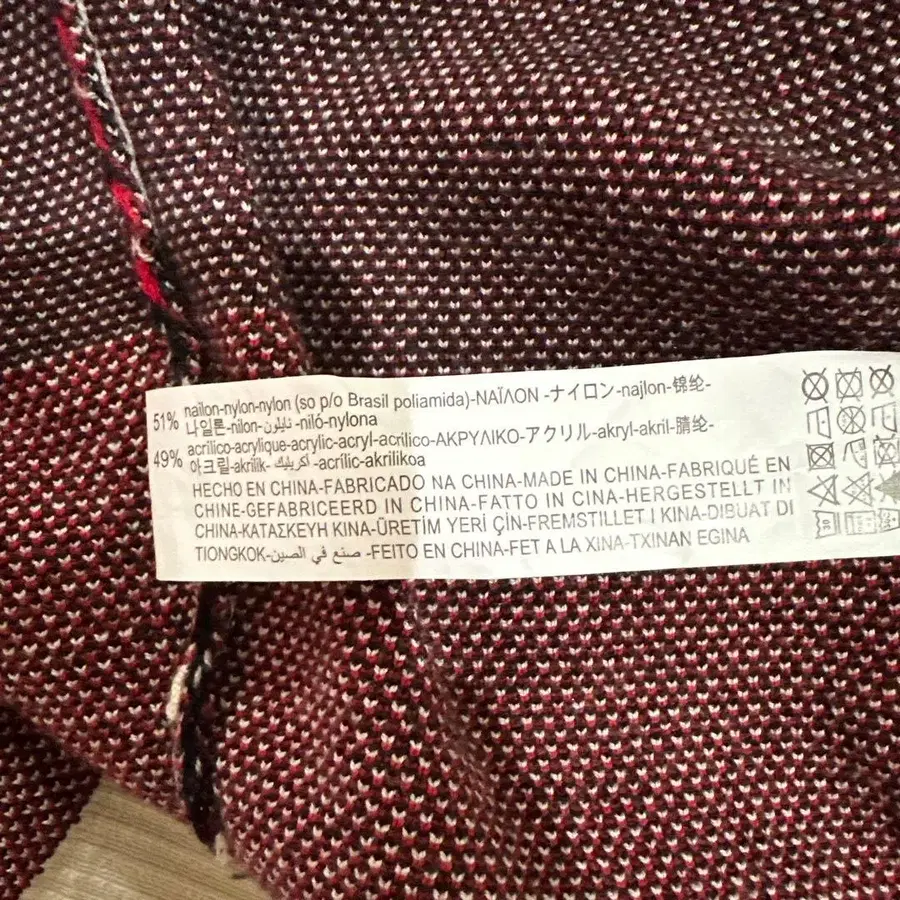 51% nailon-nylon-nylon (so p/o Brasil poliamida)-ΝΑΪΛΟΝ -ナイロン-najlon-锦纶-
나일론-nilon-نايلون-niló-nylona
49% acrílico-acrylique-acrylic-acryl-acrilico-ΑΚΡΥΛΙΚΟ-アクリル-akryl-akril-腈纶-
아크릴-akrilik- أكريليك -acrílic-akrilikoa
HECHO EN CHINA-FABRICADO NA CHINA-MADE IN CHINA-FABRIQUÉ EN
CHINE-GEFABRICEERD IN CHINA-FATTO IN CINA-HERGESTELLT IN
CHINA-ΚΑΤΑΣΚΕΥΗ ΚΙΝΑ-ÜRETİM YERİ ÇİN-FREMSTILLET I KINA-DIBUAT DI
TIONGKOK-صنع في الصين -FEITO EN CHINA-FET A LA XINA-TXINAN EGINA